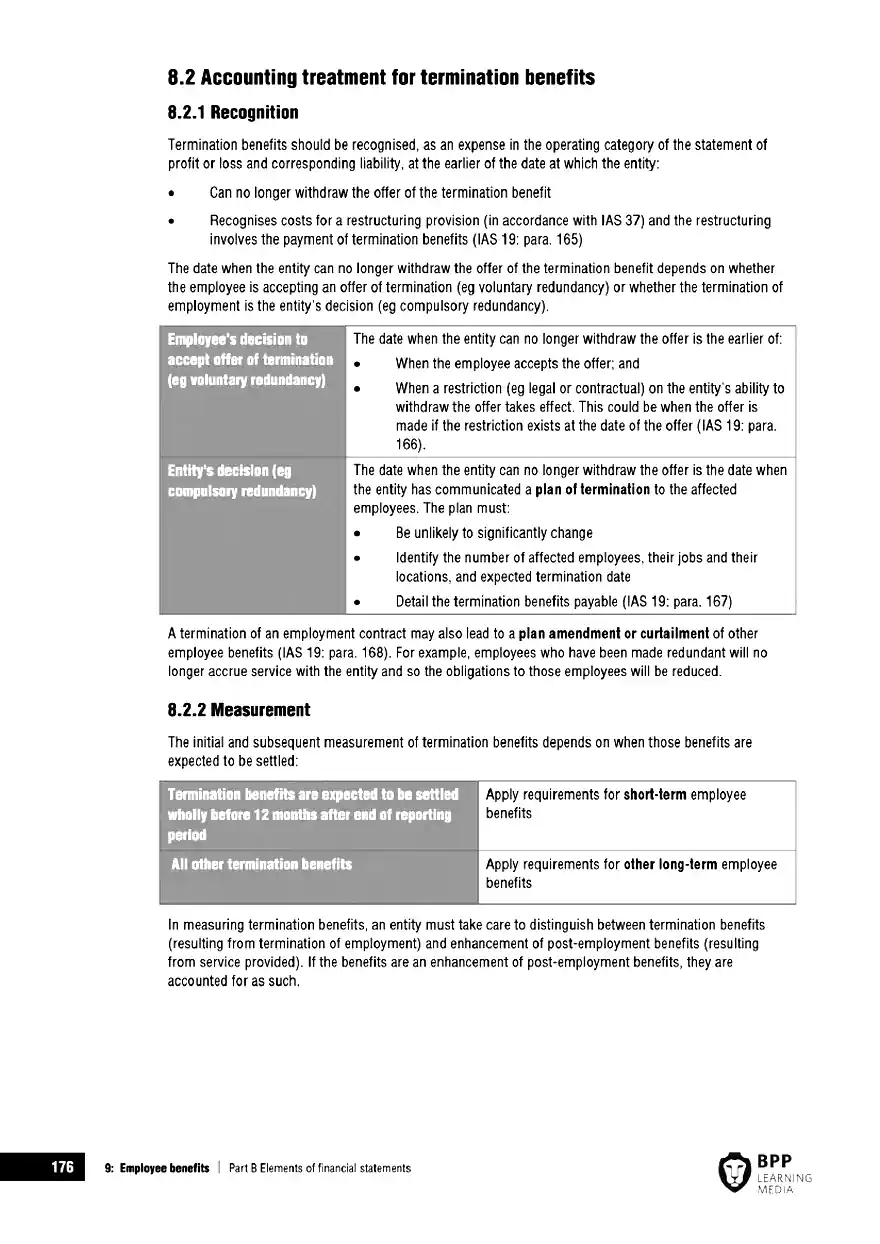 8.2 Accounting treatment for termination benefits
8.2.1 Recognition
Termination benefits should be recognised, as an expense in the operating category of the statement of
profit or loss and corresponding liability, at the earlier of the date at which the entity:
• Can no longer withdraw the offer of the termination benefit
• Recognises costs for a restructuring provision (in accordance with IAS 37) and the restructuring
involves the payment of termination benefits (IAS 19: para. 165)
The date when the entity can no longer withdraw the offer of the termination benefit depends on whether
the employee is accepting an offer of termination (eg voluntary redundancy) or whether the termination of
employment is the entity's decision (eg compulsory redundancy).
Employee's decision to
accept offer of termination
(eg voluntary redundancy)
The date when the entity can no longer withdraw the offer is the earlier of:
• When the employee accepts the offer; and
• When a restriction (eg legal or contractual) on the entity's ability to
withdraw the offer takes effect. This could be when the offer is
made if the restriction exists at the date of the offer (IAS 19: para.
166).
Entity's decision (eg
compulsory redundancy)
The date when the entity can no longer withdraw the offer is the date when
the entity has communicated a plan of termination to the affected
employees. The plan must:
• Be unlikely to significantly change
• Identify the number of affected employees, their jobs and their
locations, and expected termination date
• Detail the termination benefits payable (IAS 19: para. 167)
A termination of an employment contract may also lead to a plan amendment or curtailment of other
employee benefits (IAS 19: para. 168). For example, employees who have been made redundant will no
longer accrue service with the entity and so the obligations to those employees will be reduced.
8.2.2 Measurement
The initial and subsequent measurement of termination benefits depends on when those benefits are
expected to be settled:
Termination benefits are expected to be settled
wholly before 12 months after end of reporting
period
Apply requirements for short-term employee
benefits
All other termination benefits
Apply requirements for other long-term employee
benefits
In measuring termination benefits, an entity must take care to distinguish between termination benefits
(resulting from termination of employment) and enhancement of post-employment benefits (resulting
from service provided). If the benefits are an enhancement of post-employment benefits, they are
accounted for as such.
176 9: Employee benefits | Part B Elements of financial statements
BPP
LEARNING
MEDIA